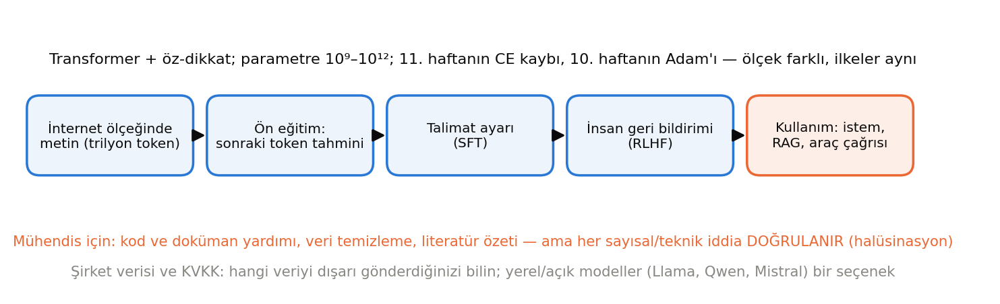 Transformer + öz-dikkat; parametre 10⁹–10¹²; 11. haftanın CE kaybı, 10. haftanın Adam'ı — ölçek farklı, ilkeler aynı
İnternet ölçeğinde
metin (trilyon token)
Ön eğitim:
sonraki token tahmini
Talimat ayarı
(SFT)
İnsan geri bildirimi
(RLHF)
Kullanım: istem,
RAG, araç çağrısı
Mühendis için: kod ve doküman yardımı, veri temizleme, literatür özeti — ama her sayısal/teknik iddia DOĞRULANIR (halüsinasyon)
Şirket verisi ve KVKK: hangi veriyi dışarı gönderdiğinizi bilin; yerel/açık modeller (Llama, Qwen, Mistral) bir seçenek